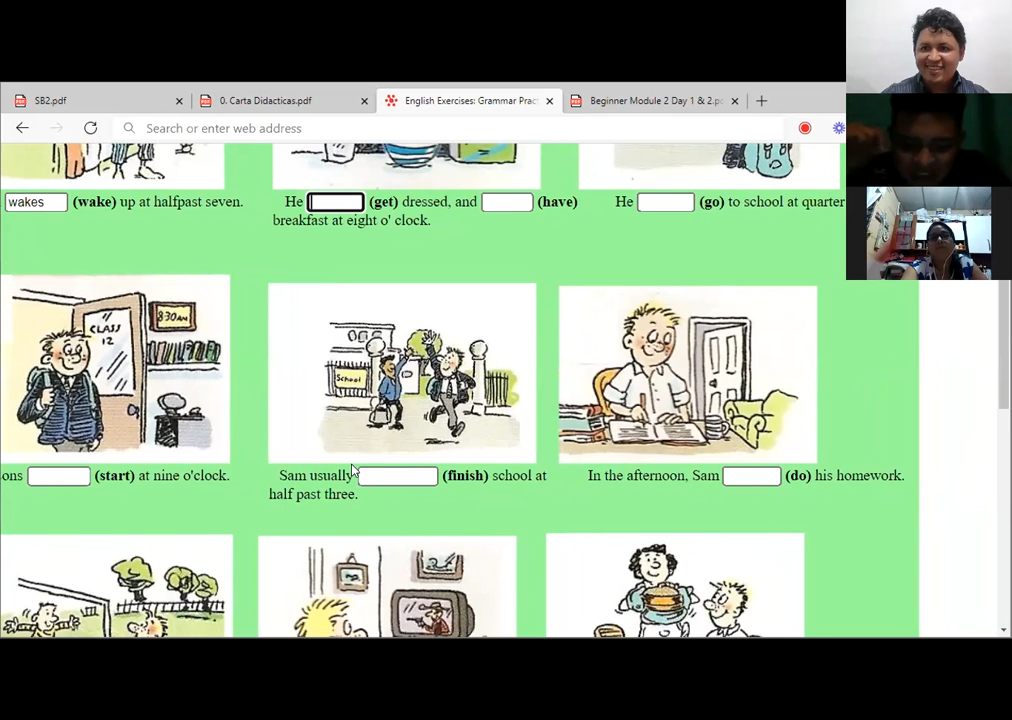 SB2.pdf
0. Carta Didacticas.pdf
English Exercises: Grammar Prac
Beginner Module 2 Day 1 & 2.p
Search or enter web address
wakes (wake) up at halfpast seven.
He (get) dressed, and (have)
breakfast at eight o' clock.
He (go) to school at quarter
CLASS
12
8:30AM
School
ons (start) at nine o'clock.
Sam usually (finish) school at
half past three.
In the afternoon, Sam (do) his homework.